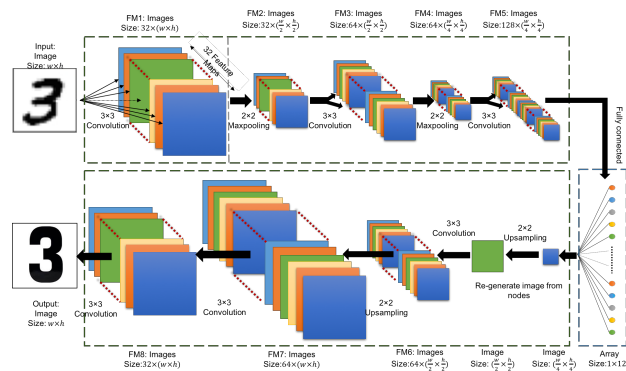 FM1: Images
Size: 32×(w×h)
FM2: Images
Size:32×(w/2 × h/2)
FM3: Images
Size:64×(w/2 × h/2)
FM4: Images
Size:64×(w/4 × h/4)
FM5: Images
Size:128×(w/4 × h/4)
Input:
Image
Size: w×h
32 Feature
Maps
3
3×3
Convolution
2×2
Maxpooling
3×3
Convolution
2×2
Maxpooling
3×3
Convolution
Fully connected
3
3×3
Convolution
3×3
Convolution
2×2
Upsampling
3×3
Convolution
2×2
Upsampling
Re-generate image from
nodes
Output:
Image
Size: w×h
FM8: Images
Size:32×(w×h)
FM7: Images
Size:64×(w×h)
FM6: Images
Size:64×(w/2 × h/2)
Image
Size: (w/2 × h/2)
Image
Size: (w/4 × h/4)
Array
Size:1×12